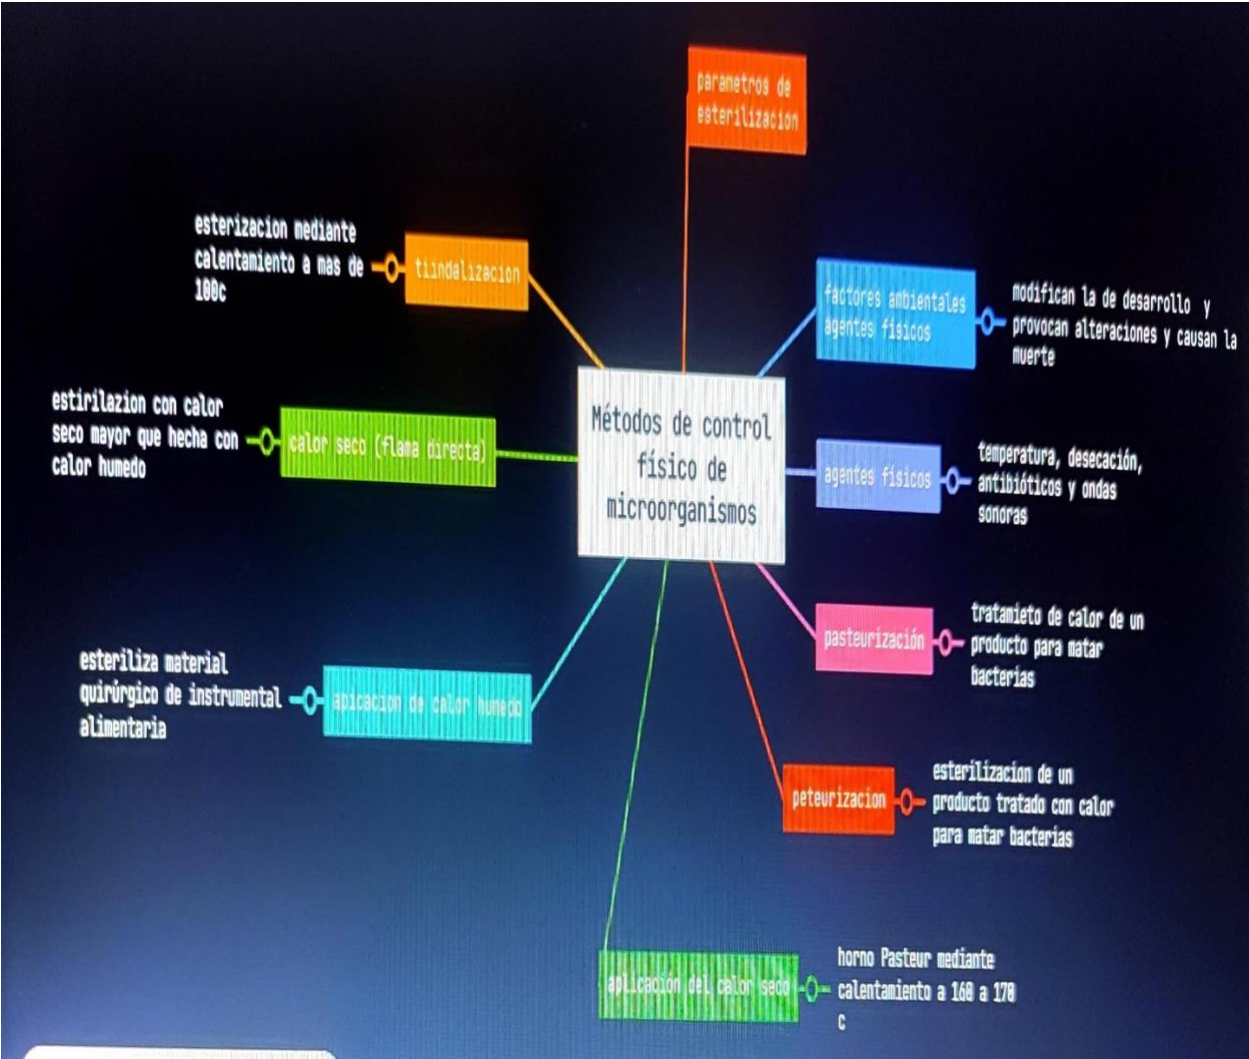 parametros de
esterilizacion
esterizacion mediante
calentamiento a mas de
100c
tiindalizacion
factores ambientales
agentes físicos
modifican la de desarrollo y
provocan alteraciones y causan la
muerte
estirilazion con calor
seco mayor que hecha con
calor humedo
calor seco (flama directa)
Métodos de control
físico de
microorganismos
agentes físicos
temperatura, desecación,
antibióticos y ondas
sonoras
pasteurización
tratamieto de calor de un
producto para matar
bacterias
esteriliza material
quirúrgico de instrumental
alimentaria
apicacion de calor humedo
peteurizacion
esterilizacion de un
producto tratado con calor
para matar bacterias
aplicación del calor seco
horno Pasteur mediante
calentamiento a 160 a 170
c